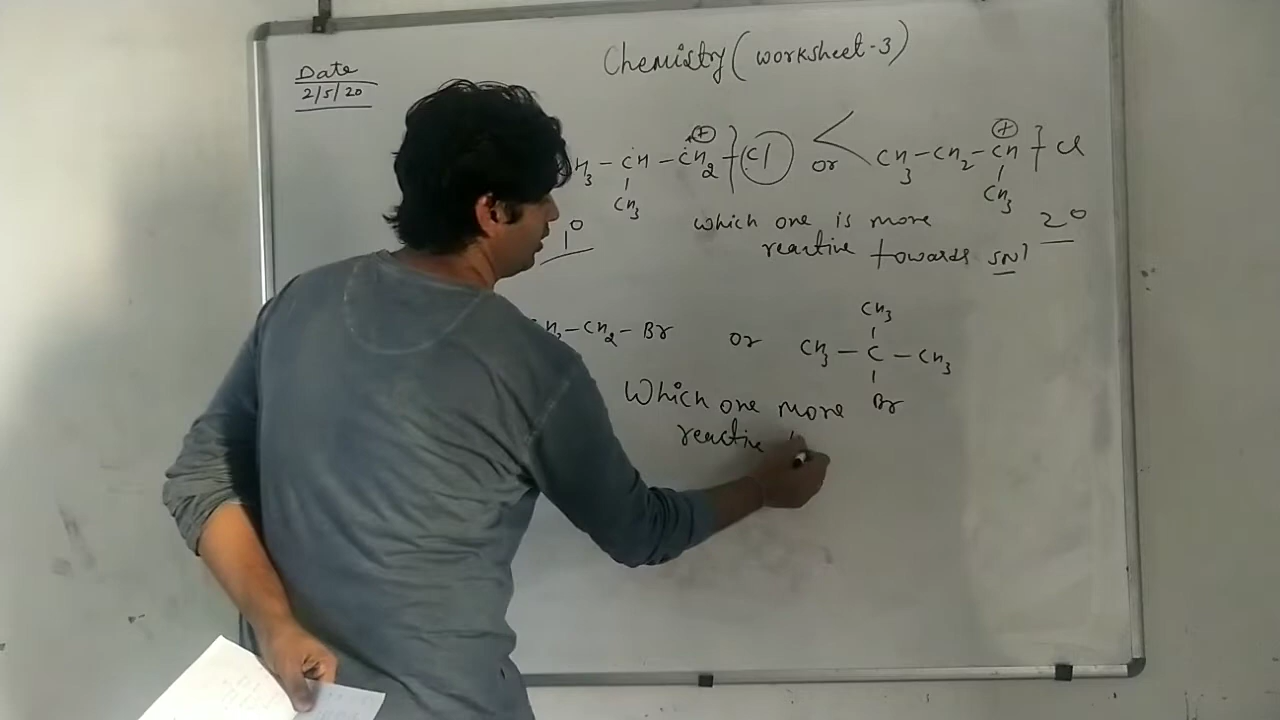 Chemistry (worksheet-3)
Date
2/5/20
H3 - CH - CH2 + Cl < or CH3 - CH2 - CH + Cl
CH3 CH3
1° 2°
which one is more
reactive towards SN1
CH3
- CH2 - Br or CH3 - C - CH3
Br
Which one more
reactive